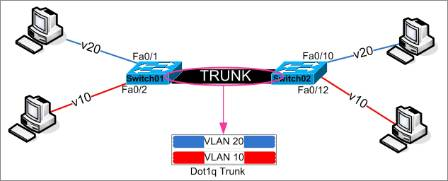 v20
Fa0/1
Switch01
Fa0/2
v10
TRUNK
Fa0/10
Switch02
Fa0/12
v20
v10
VLAN 20
VLAN 10
Dot1q Trunk